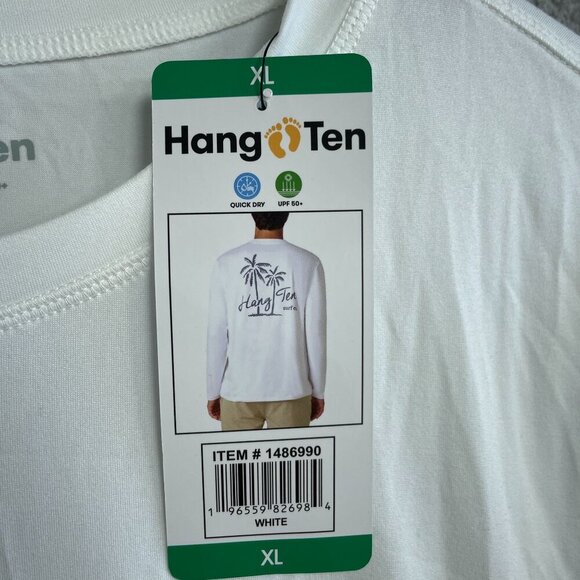 XL
Hang Ten
QUICK DRY
UPF 50+
Hang Ten
ITEM # 1486990
1 96559 82698 4
WHITE
XL
en